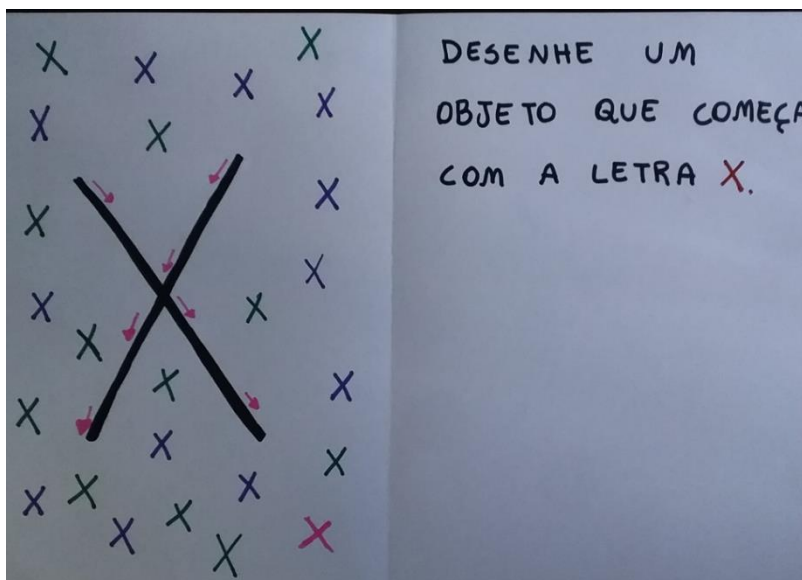 X X
X X
X X X
X
X
X
X
X X
X
X X
X
X X
X X X
X X X
X
DESENHE UM
OBJETO QUE COMEÇA
COM A LETRA X.